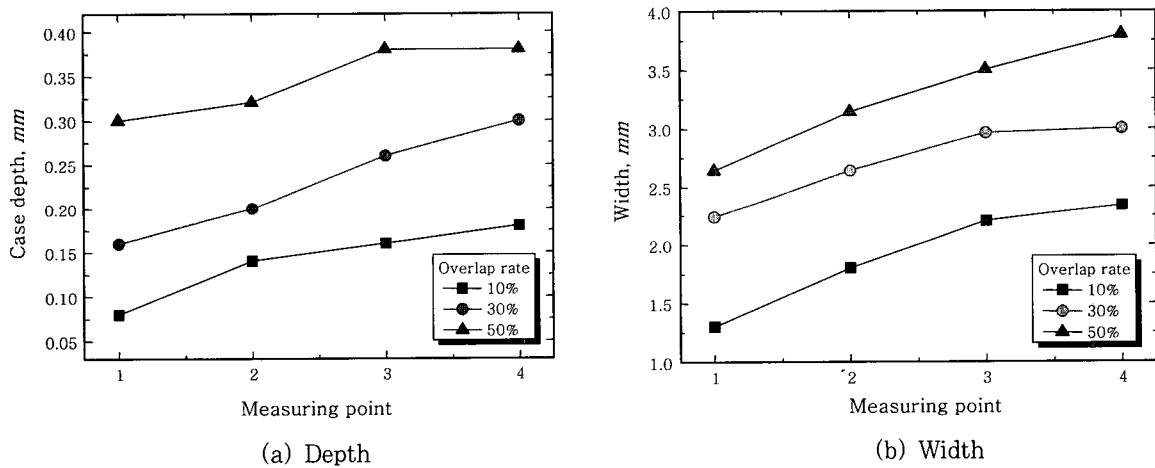 0.40
0.35
0.30
0.25
0.20
0.15
0.10
0.05
Case depth, mm
1 2 3 4
Measuring point
Overlap rate
10%
30%
50%
(a) Depth
4.0
3.5
3.0
2.5
2.0
1.5
1.0
Width, mm
1 2 3 4
Measuring point
Overlap rate
10%
30%
50%
(b) Width